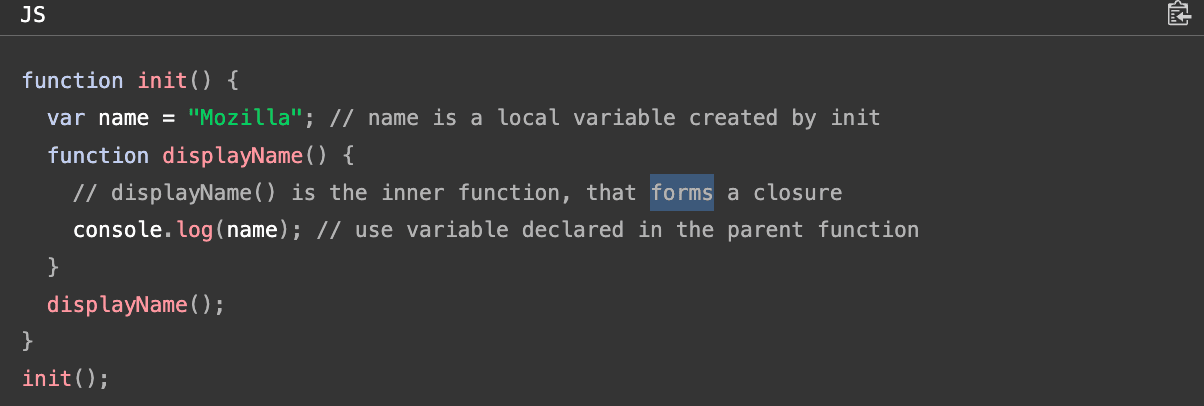 JS
function init() {
  var name = "Mozilla"; // name is a local variable created by init
  function displayName() {
    // displayName() is the inner function, that forms a closure
    console.log(name); // use variable declared in the parent function
  }
  displayName();
}
init();